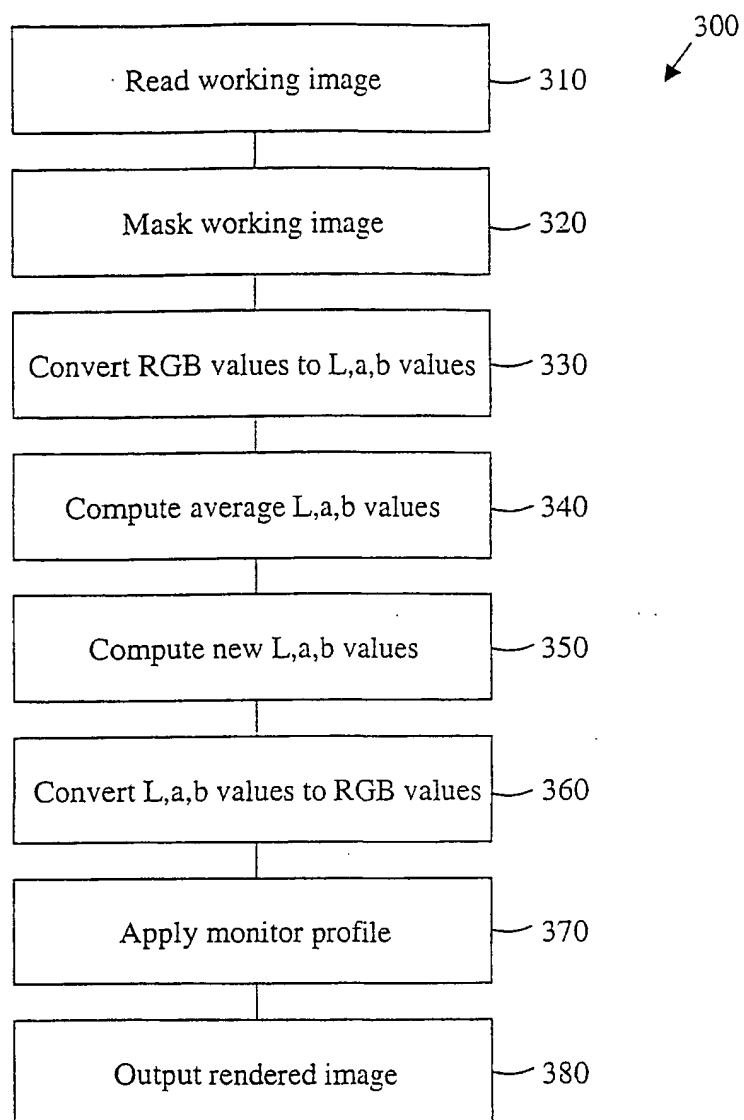 300
Read working image 310
Mask working image 320
Convert RGB values to L,a,b values 330
Compute average L,a,b values 340
Compute new L,a,b values 350
Convert L,a,b values to RGB values 360
Apply monitor profile 370
Output rendered image 380